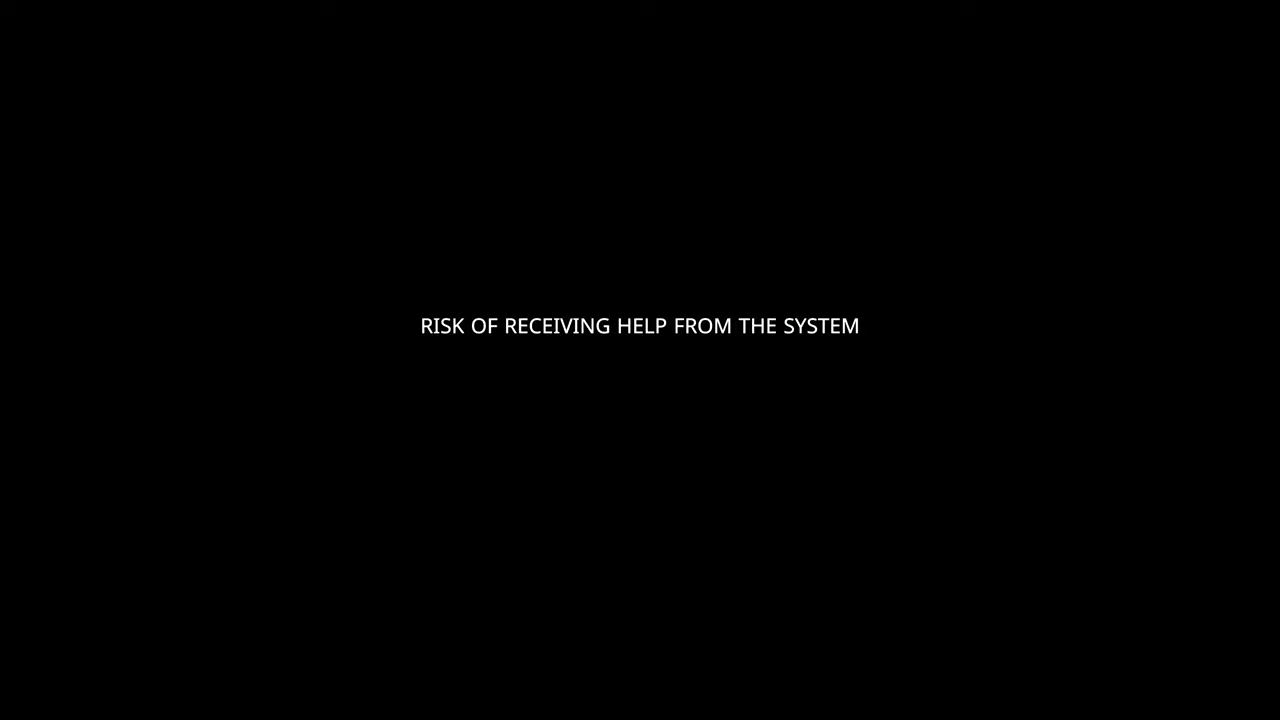 RISK OF RECEIVING HELP FROM THE SYSTEM